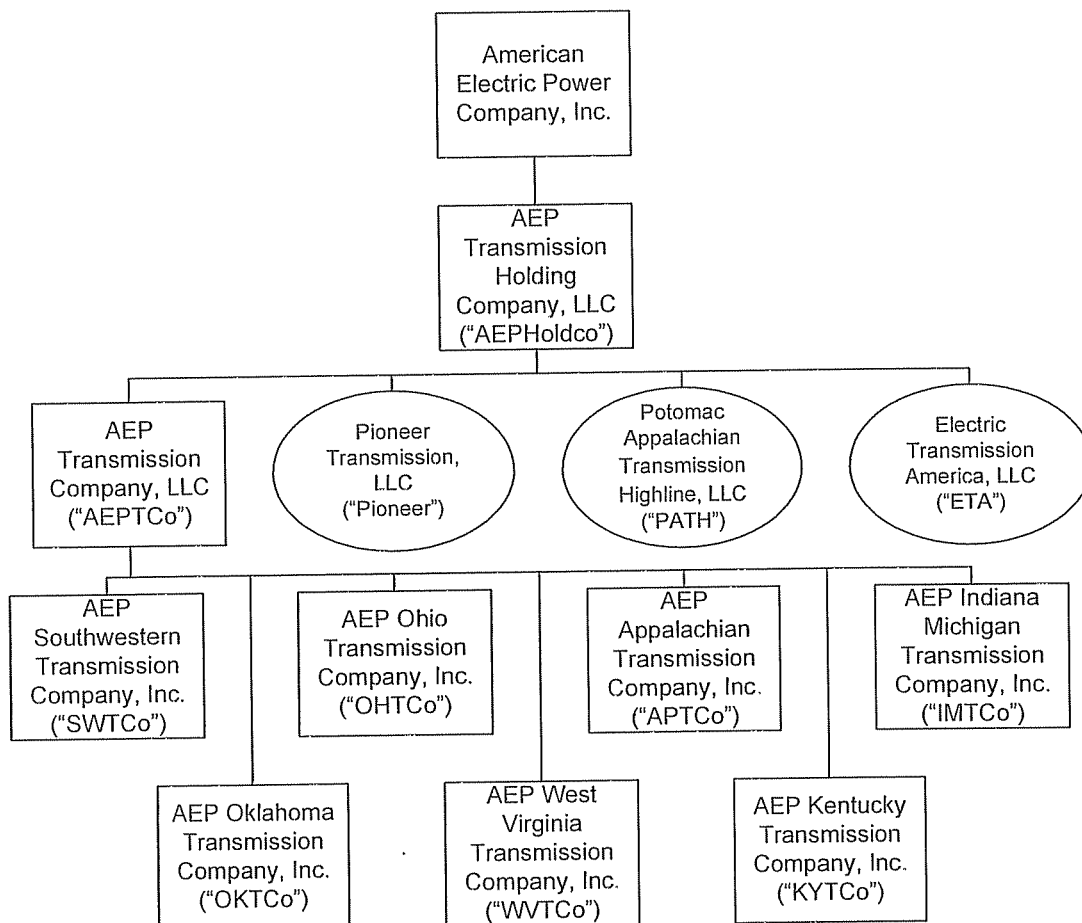 American
Electric Power
Company, Inc.
AEP
Transmission
Holding
Company, LLC
(“AEPHoldco”)
AEP
Transmission
Company, LLC
(“AEPTCo”)
Pioneer
Transmission,
LLC
(“Pioneer”)
Potomac
Appalachian
Transmission
Highline, LLC
(“PATH”)
Electric
Transmission
America, LLC
(“ETA”)
AEP
Southwestern
Transmission
Company, Inc.
(“SWTCo”)
AEP Ohio
Transmission
Company, Inc.
(“OHTCo”)
AEP
Appalachian
Transmission
Company, Inc.
(“APTCo”)
AEP Indiana
Michigan
Transmission
Company, Inc.
(“IMTCo”)
AEP Oklahoma
Transmission
Company, Inc.
(“OKTCo”)
AEP West
Virginia
Transmission
Company, Inc.
(“WVTCo”)
AEP Kentucky
Transmission
Company, Inc.
(“KYTCo”)